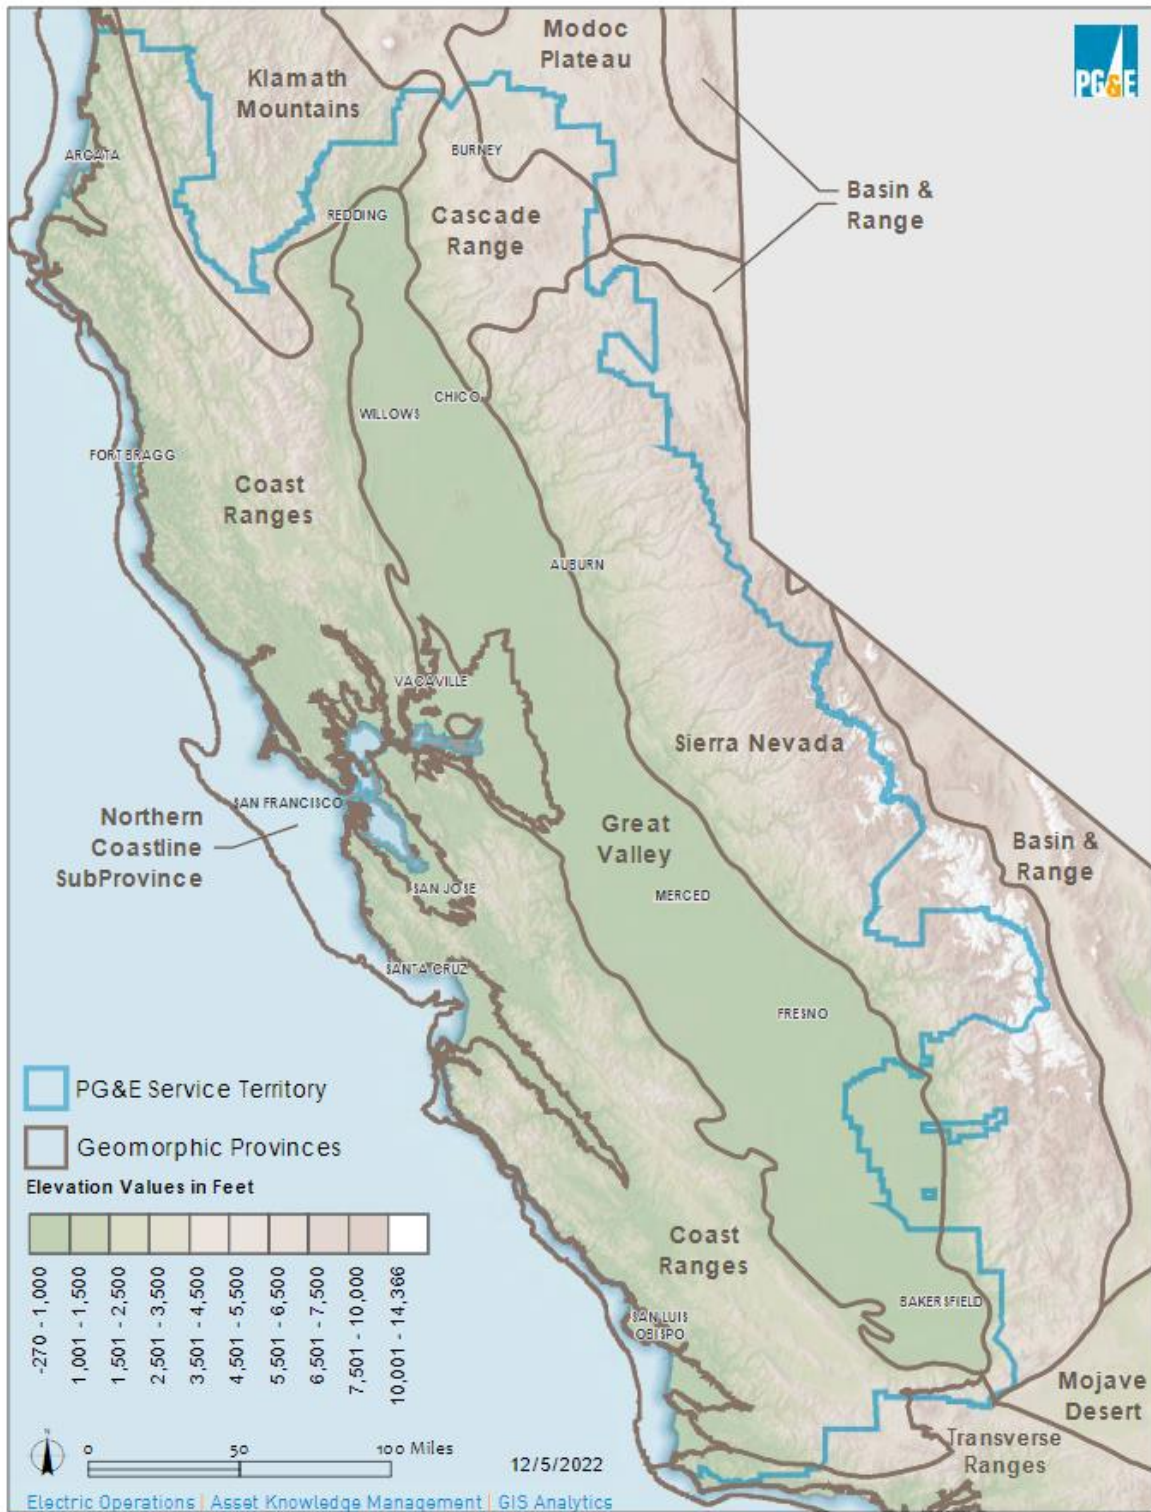 Modoc
Plateau
PG&E
Klamath
Mountains
BURNEY
ARCATA
Basin &
Range
REDDING
Cascade
Range
CHICO
WILLOWS
FORT BRAGG
Coast
Ranges
AUBURN
VACAVILLE
Sierra Nevada
SAN FRANCISCO
Northern
Coastline
SubProvince
Great
Valley
Basin &
Range
SAN JOSE
MERCED
SANTA CRUZ
FRESNO
PG&E Service Territory
Geomorphic Provinces
Elevation Values in Feet
-270 - 1,000
1,001 - 1,500
1,501 - 2,500
2,501 - 3,500
3,501 - 4,500
4,501 - 5,500
5,501 - 6,500
6,501 - 7,500
7,501 - 10,000
10,001 - 14,366
Coast
Ranges
BAKERSFIELD
SAN LUIS
OBISPO
Mojave
Desert
Transverse
Ranges
N
0 50 100 Miles
12/5/2022
Electric Operations | Asset Knowledge Management | GIS Analytics